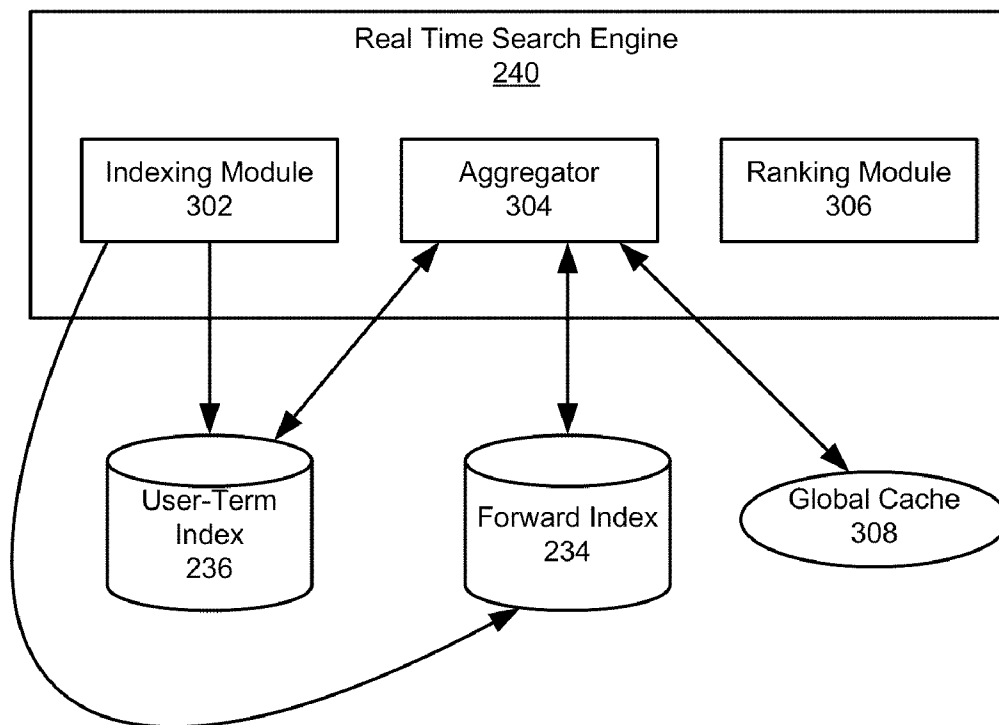 Real Time Search Engine
240
Indexing Module
302
Aggregator
304
Ranking Module
306
User-Term
Index
236
Forward Index
234
Global Cache
308